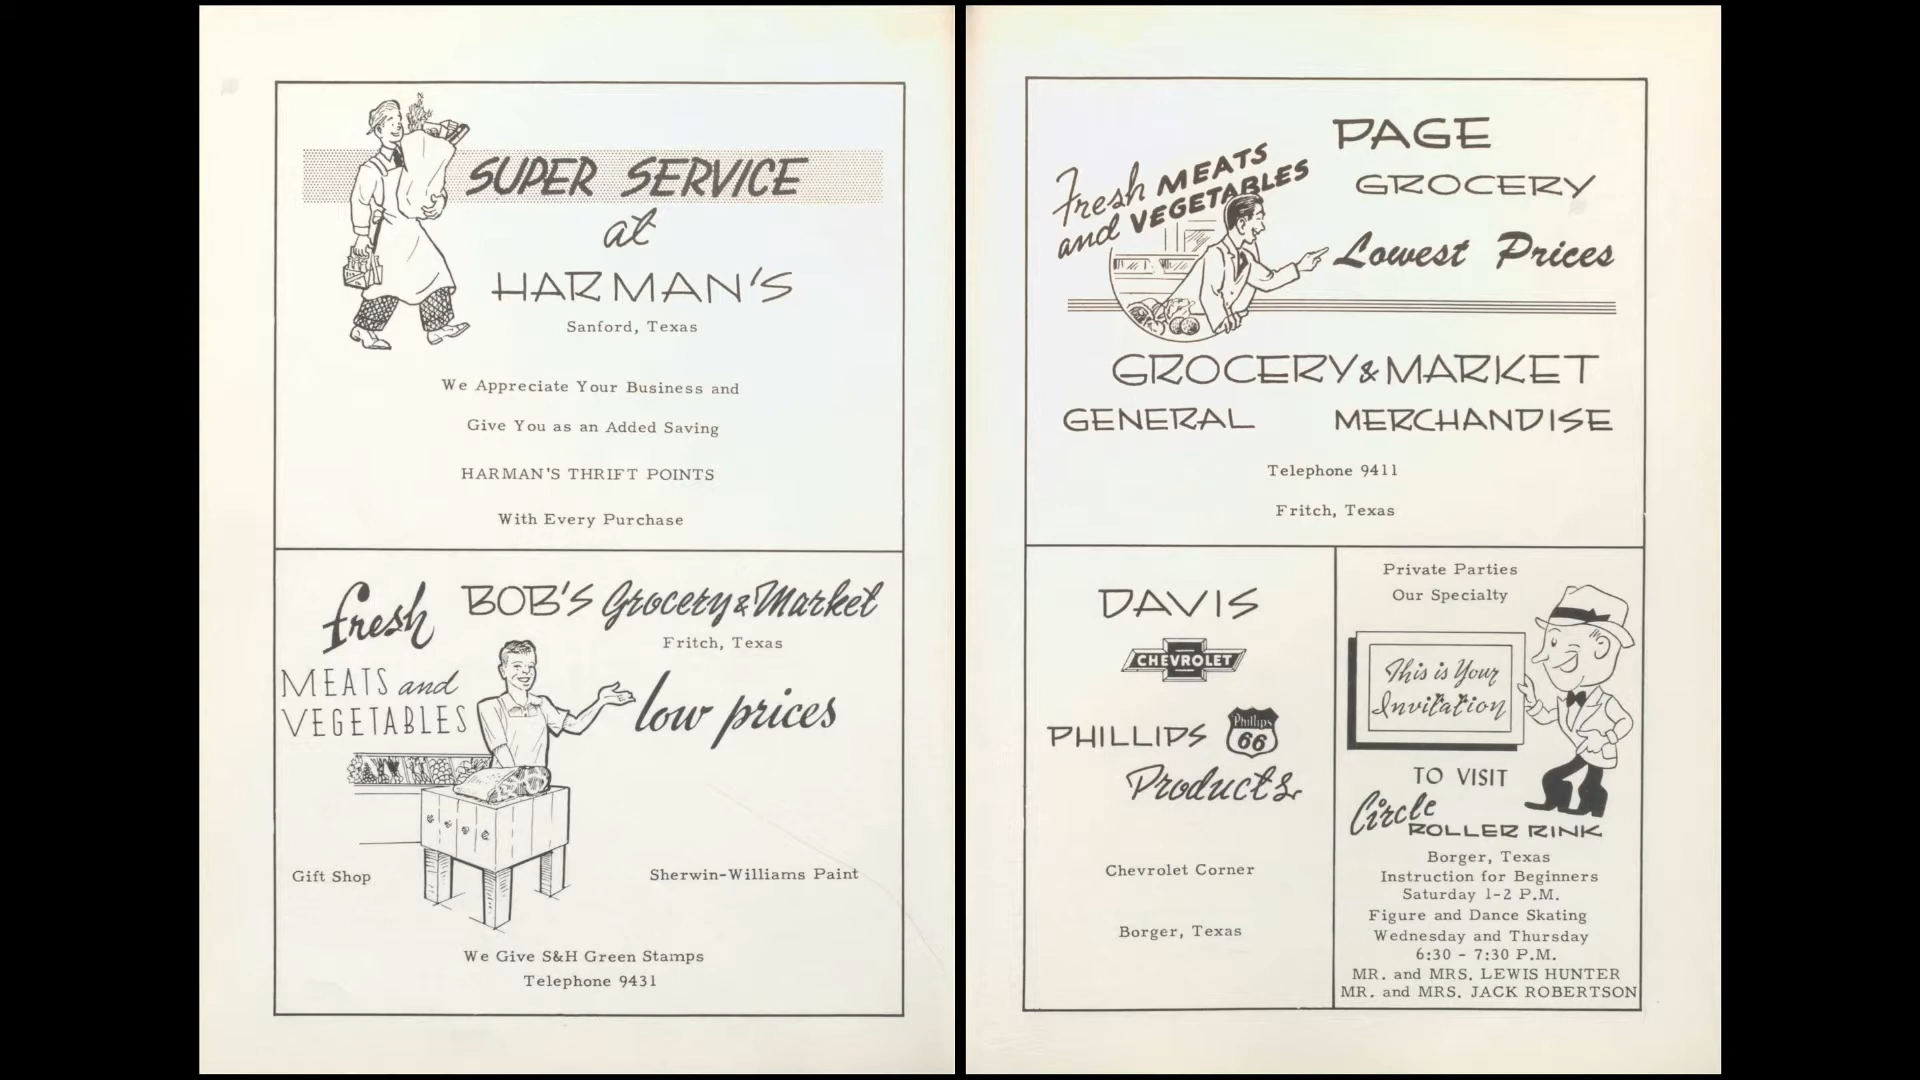 SUPER SERVICE
at
HARMAN'S
Sanford, Texas
We Appreciate Your Business and
Give You as an Added Saving
HARMAN'S THRIFT POINTS
With Every Purchase
fresh
MEATS and
VEGETABLES
BOB'S Grocery & Market
Fritch, Texas
low prices
Gift Shop
Sherwin-Williams Paint
We Give S&H Green Stamps
Telephone 9431
Fresh MEATS
and VEGETABLES
PAGE
GROCERY
Lowest Prices
GROCERY & MARKET
GENERAL MERCHANDISE
Telephone 9411
Fritch, Texas
DAVIS
CHEVROLET
PHILLIPS
Phillips
66
Products
Chevrolet Corner
Borger, Texas
Private Parties
Our Specialty
This is Your
Invitation
TO VISIT
Circle
ROLLER RINK
Borger, Texas
Instruction for Beginners
Saturday 1-2 P.M.
Figure and Dance Skating
Wednesday and Thursday
6:30 - 7:30 P.M.
MR. and MRS. LEWIS HUNTER
MR. and MRS. JACK ROBERTSON